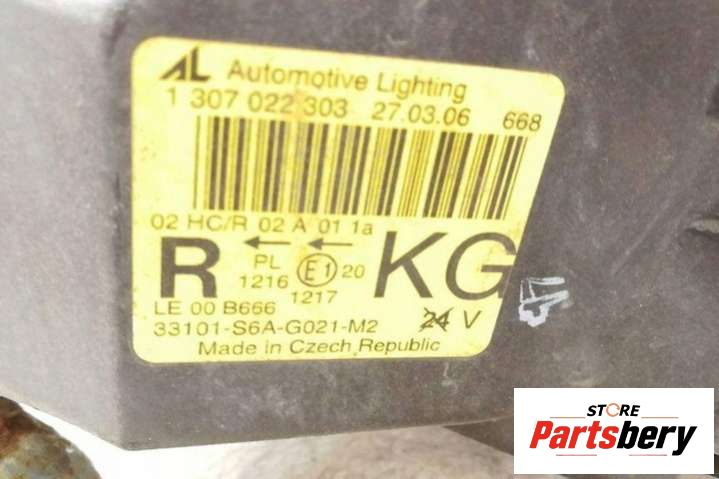 AL Automotive Lighting
1 307 022 303 27.03.06 668
02 HC/R 02 A 01 1a
R PL E1 20 KG
1216
1217
LE 00 B666
33101-S6A-G021-M2 24 V
Made in Czech Republic
STORE
Partsbery